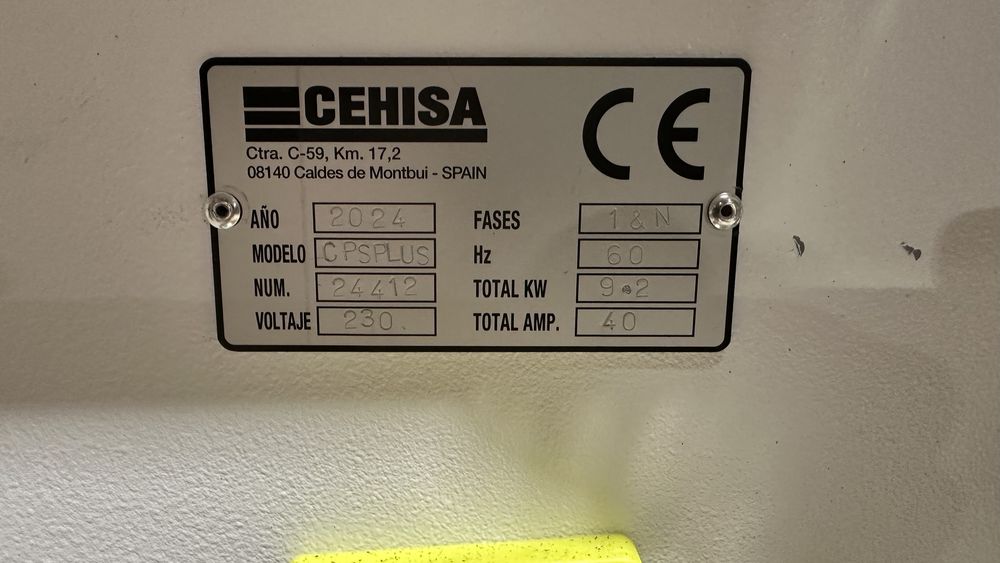 CEHISA CE
Ctra. C-59, Km. 17,2
08140 Caldes de Montbui - SPAIN
AÑO 2024 FASES 1&N
MODELO CPSPLUS Hz 60
NUM. 24412 TOTAL KW 9.2
VOLTAJE 230. TOTAL AMP. 40